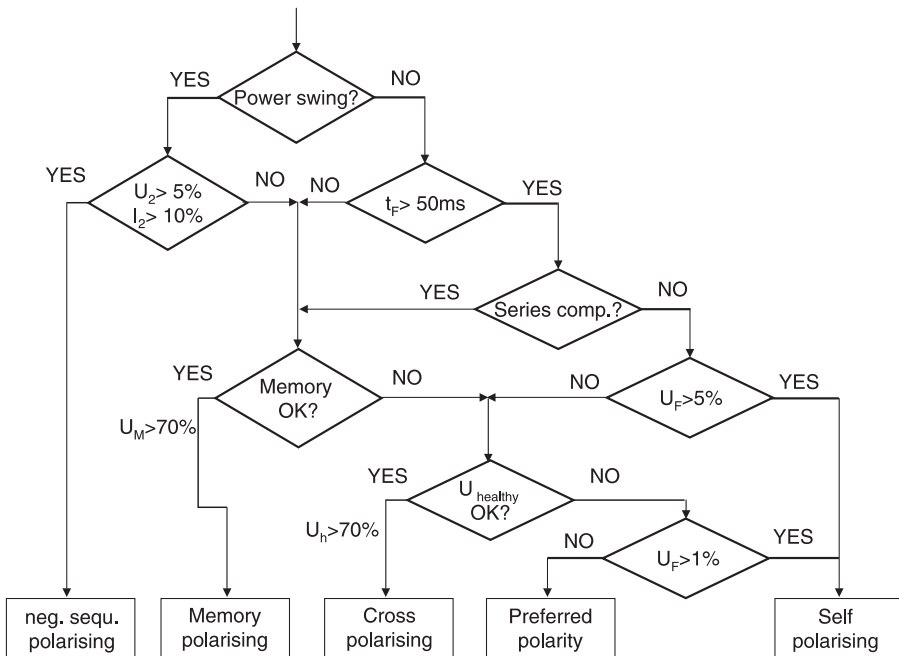 YES
NO
Power swing?
YES
U2> 5%
I2> 10%
NO
NO
tF> 50ms
YES
YES
Series comp.?
NO
YES
Memory
OK?
NO
NO
UF>5%
YES
UM>70%
YES
Uhealthy
OK?
NO
Uh>70%
NO
UF>1%
YES
neg. sequ.
polarising
Memory
polarising
Cross
polarising
Preferred
polarity
Self
polarising